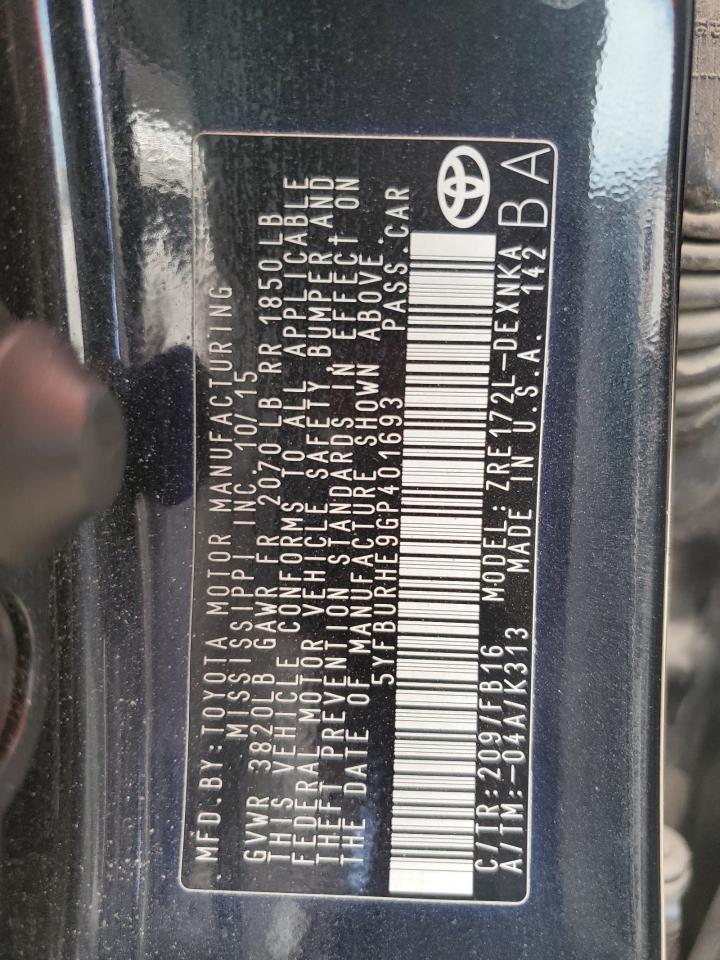 MFD.BY:TOYOTA MOTOR MANUFACTURING
MISSISSIPPI INC.10/15
GVWR 3820LB GAWR FR 2070 LB RR 1850LB
THIS VEHICLE CONFORMS TO ALL APPLICABLE
FEDERAL MOTOR VEHICLE SAFETY, BUMPER AND
THEFT PREVENTION STANDARDS IN EFFECT ON
THE DATE OF MANUFACTURE SHOWN ABOVE.
5YFBURHE9GP401693 PASS.CAR
C/TR:209/FB16 MODEL:ZRE172L-DEXNKA
A/TM:-04A/K313 MADE IN U.S.A. 142 BA